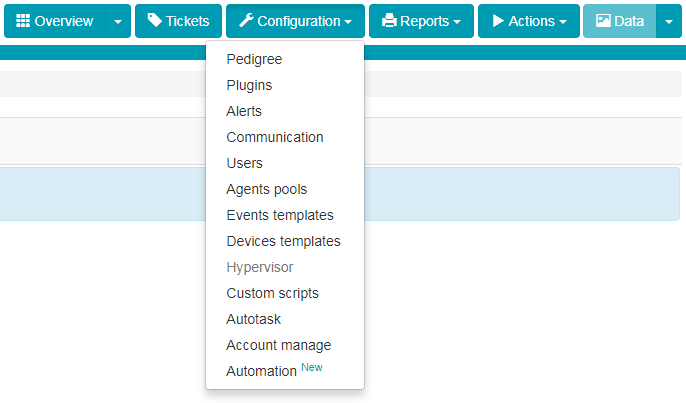 Overview Tickets Configuration Reports Actions Data
Pedigree
Plugins
Alerts
Communication
Users
Agents pools
Events templates
Devices templates
Hypervisor
Custom scripts
Autotask
Account manage
Automation New